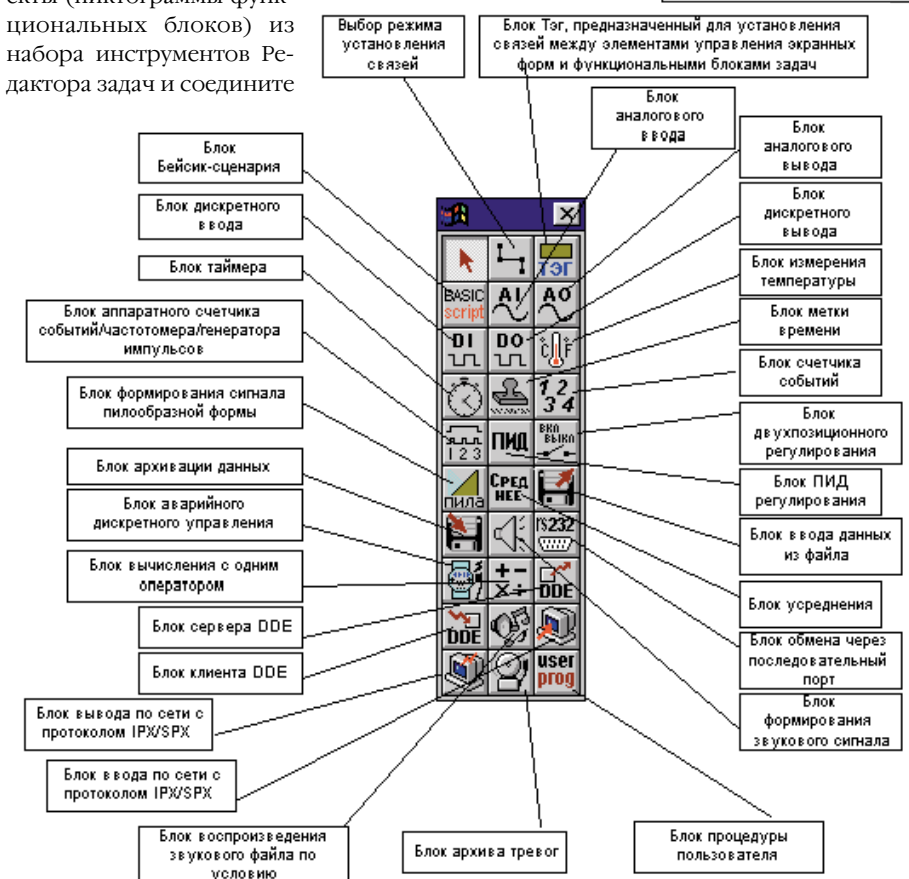 екты (пиктограммы функ-
циональных блоков) из
набора инструментов Ре-
дактора задач и соедините
Выбор режима
установления
связей
Блок Тэг, предназначенный для установления
связей между элементами управления экранных
форм и функциональными блоками задач
Блок
аналогового
ввода
Блок
аналогового
вывода
Блок
Бейсик-сценария
Блок дискретного
ввода
Блок
дискретного
вывода
Блок таймера
Блок измерения
температуры
Блок аппаратного счетчика
событий/частотомера/генератора
импульсов
Блок метки
времени
Блок счетчика
событий
Блок формирования сигнала
пилообразной формы
Блок
двухпозиционного
регулирования
Блок архивации данных
Блок ПИД
регулирования
Блок аварийного
дискретного управления
Блок ввода данных
из файла
Блок вычисления с одним
оператором
Блок усреднения
Блок сервера DDE
Блок обмена через
последовательный
порт
Блок клиента DDE
Блок
формирования
звукового сигнала
Блок вывода по сети с
протоколом IPX/SPX
Блок ввода по сети с
протоколом IPX/SPX
Блок воспроизведения
звукового файла по
условию
Блок архива тревог
Блок процедуры
пользователя
ТЭГ
BASIC
script
AI
AO
DI
DO
°C °F
1 2
3 4
1 2 3
ПИД
ВКЛ
ВЫКЛ
ПИЛА
СРЕД
НЕЕ
RS232
+ −
× ÷
DDE
DDE
user
prog